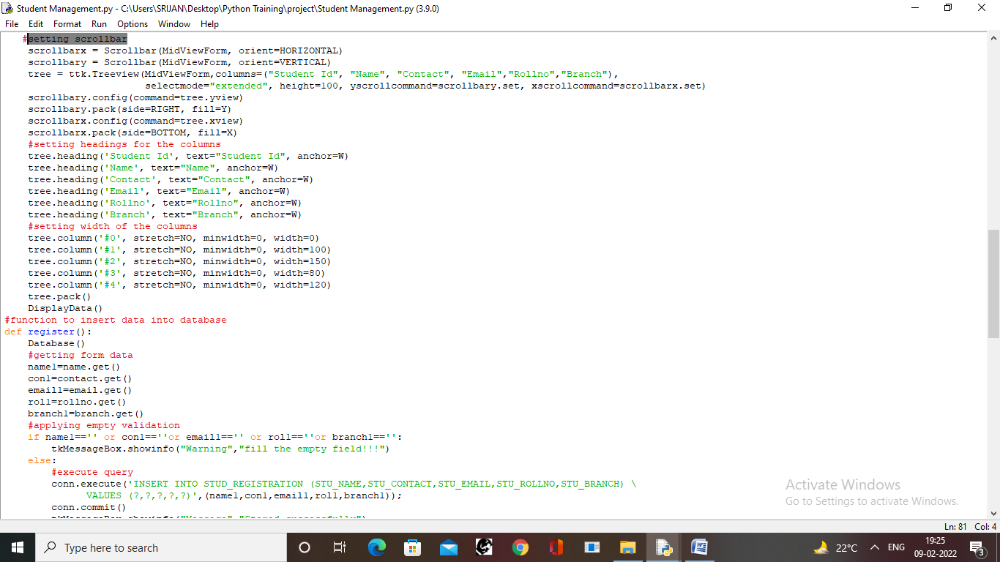 Student Management.py - C:\Users\SRIJAN\Desktop\Python Training\project\Student Management.py (3.9.0)
File Edit Format Run Options Window Help
#setting scrollbar
scrollbarx = Scrollbar(MidViewForm, orient=HORIZONTAL)
scrollbary = Scrollbar(MidViewForm, orient=VERTICAL)
tree = ttk.Treeview(MidViewForm,columns=("Student Id", "Name", "Contact", "Email","Rollno","Branch"),
selectmode="extended", height=100, yscrollcommand=scrollbary.set, xscrollcommand=scrollbarx.set)
scrollbary.config(command=tree.yview)
scrollbary.pack(side=RIGHT, fill=Y)
scrollbarx.config(command=tree.xview)
scrollbarx.pack(side=BOTTOM, fill=X)
#setting headings for the columns
tree.heading('Student Id', text="Student Id", anchor=W)
tree.heading('Name', text="Name", anchor=W)
tree.heading('Contact', text="Contact", anchor=W)
tree.heading('Email', text="Email", anchor=W)
tree.heading('Rollno', text="Rollno", anchor=W)
tree.heading('Branch', text="Branch", anchor=W)
#setting width of the columns
tree.column('#0', stretch=NO, minwidth=0, width=0)
tree.column('#1', stretch=NO, minwidth=0, width=100)
tree.column('#2', stretch=NO, minwidth=0, width=150)
tree.column('#3', stretch=NO, minwidth=0, width=80)
tree.column('#4', stretch=NO, minwidth=0, width=120)
tree.pack()
DisplayData()
#function to insert data into database
def register():
Database()
#getting form data
name1=name.get()
con1=contact.get()
email1=email.get()
rol1=rollno.get()
branch1=branch.get()
#applying empty validation
if name1=='' or con1==''or email1=='' or rol1==''or branch1=='':
tkMessageBox.showinfo("Warning","fill the empty field!!!")
else:
#execute query
conn.execute('INSERT INTO STUD_REGISTRATION (STU_NAME,STU_CONTACT,STU_EMAIL,STU_ROLLNO,STU_BRANCH) \
VALUES (?,?,?,?,?)',(name1,con1,email1,rol1,branch1));
conn.commit()
tkMessageBox.showinfo("Message","Stored successfully")
Activate Windows
Go to Settings to activate Windows.
Ln: 81 Col: 4
Type here to search
22°C
ENG
19:25
09-02-2022
3